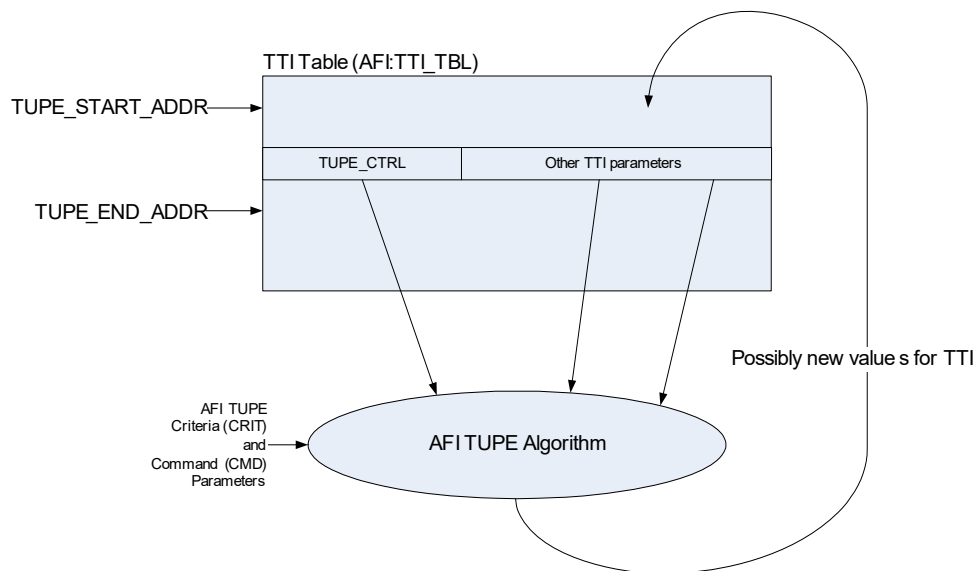 TTI Table (AFI:TTI_TBL)
TUPE_START_ADDR
TUPE_CTRL
Other TTI parameters
TUPE_END_ADDR
Possibly new value s for TTI
AFI TUPE
Criteria (CRIT)
and
Command (CMD)
Parameters
AFI TUPE Algorithm